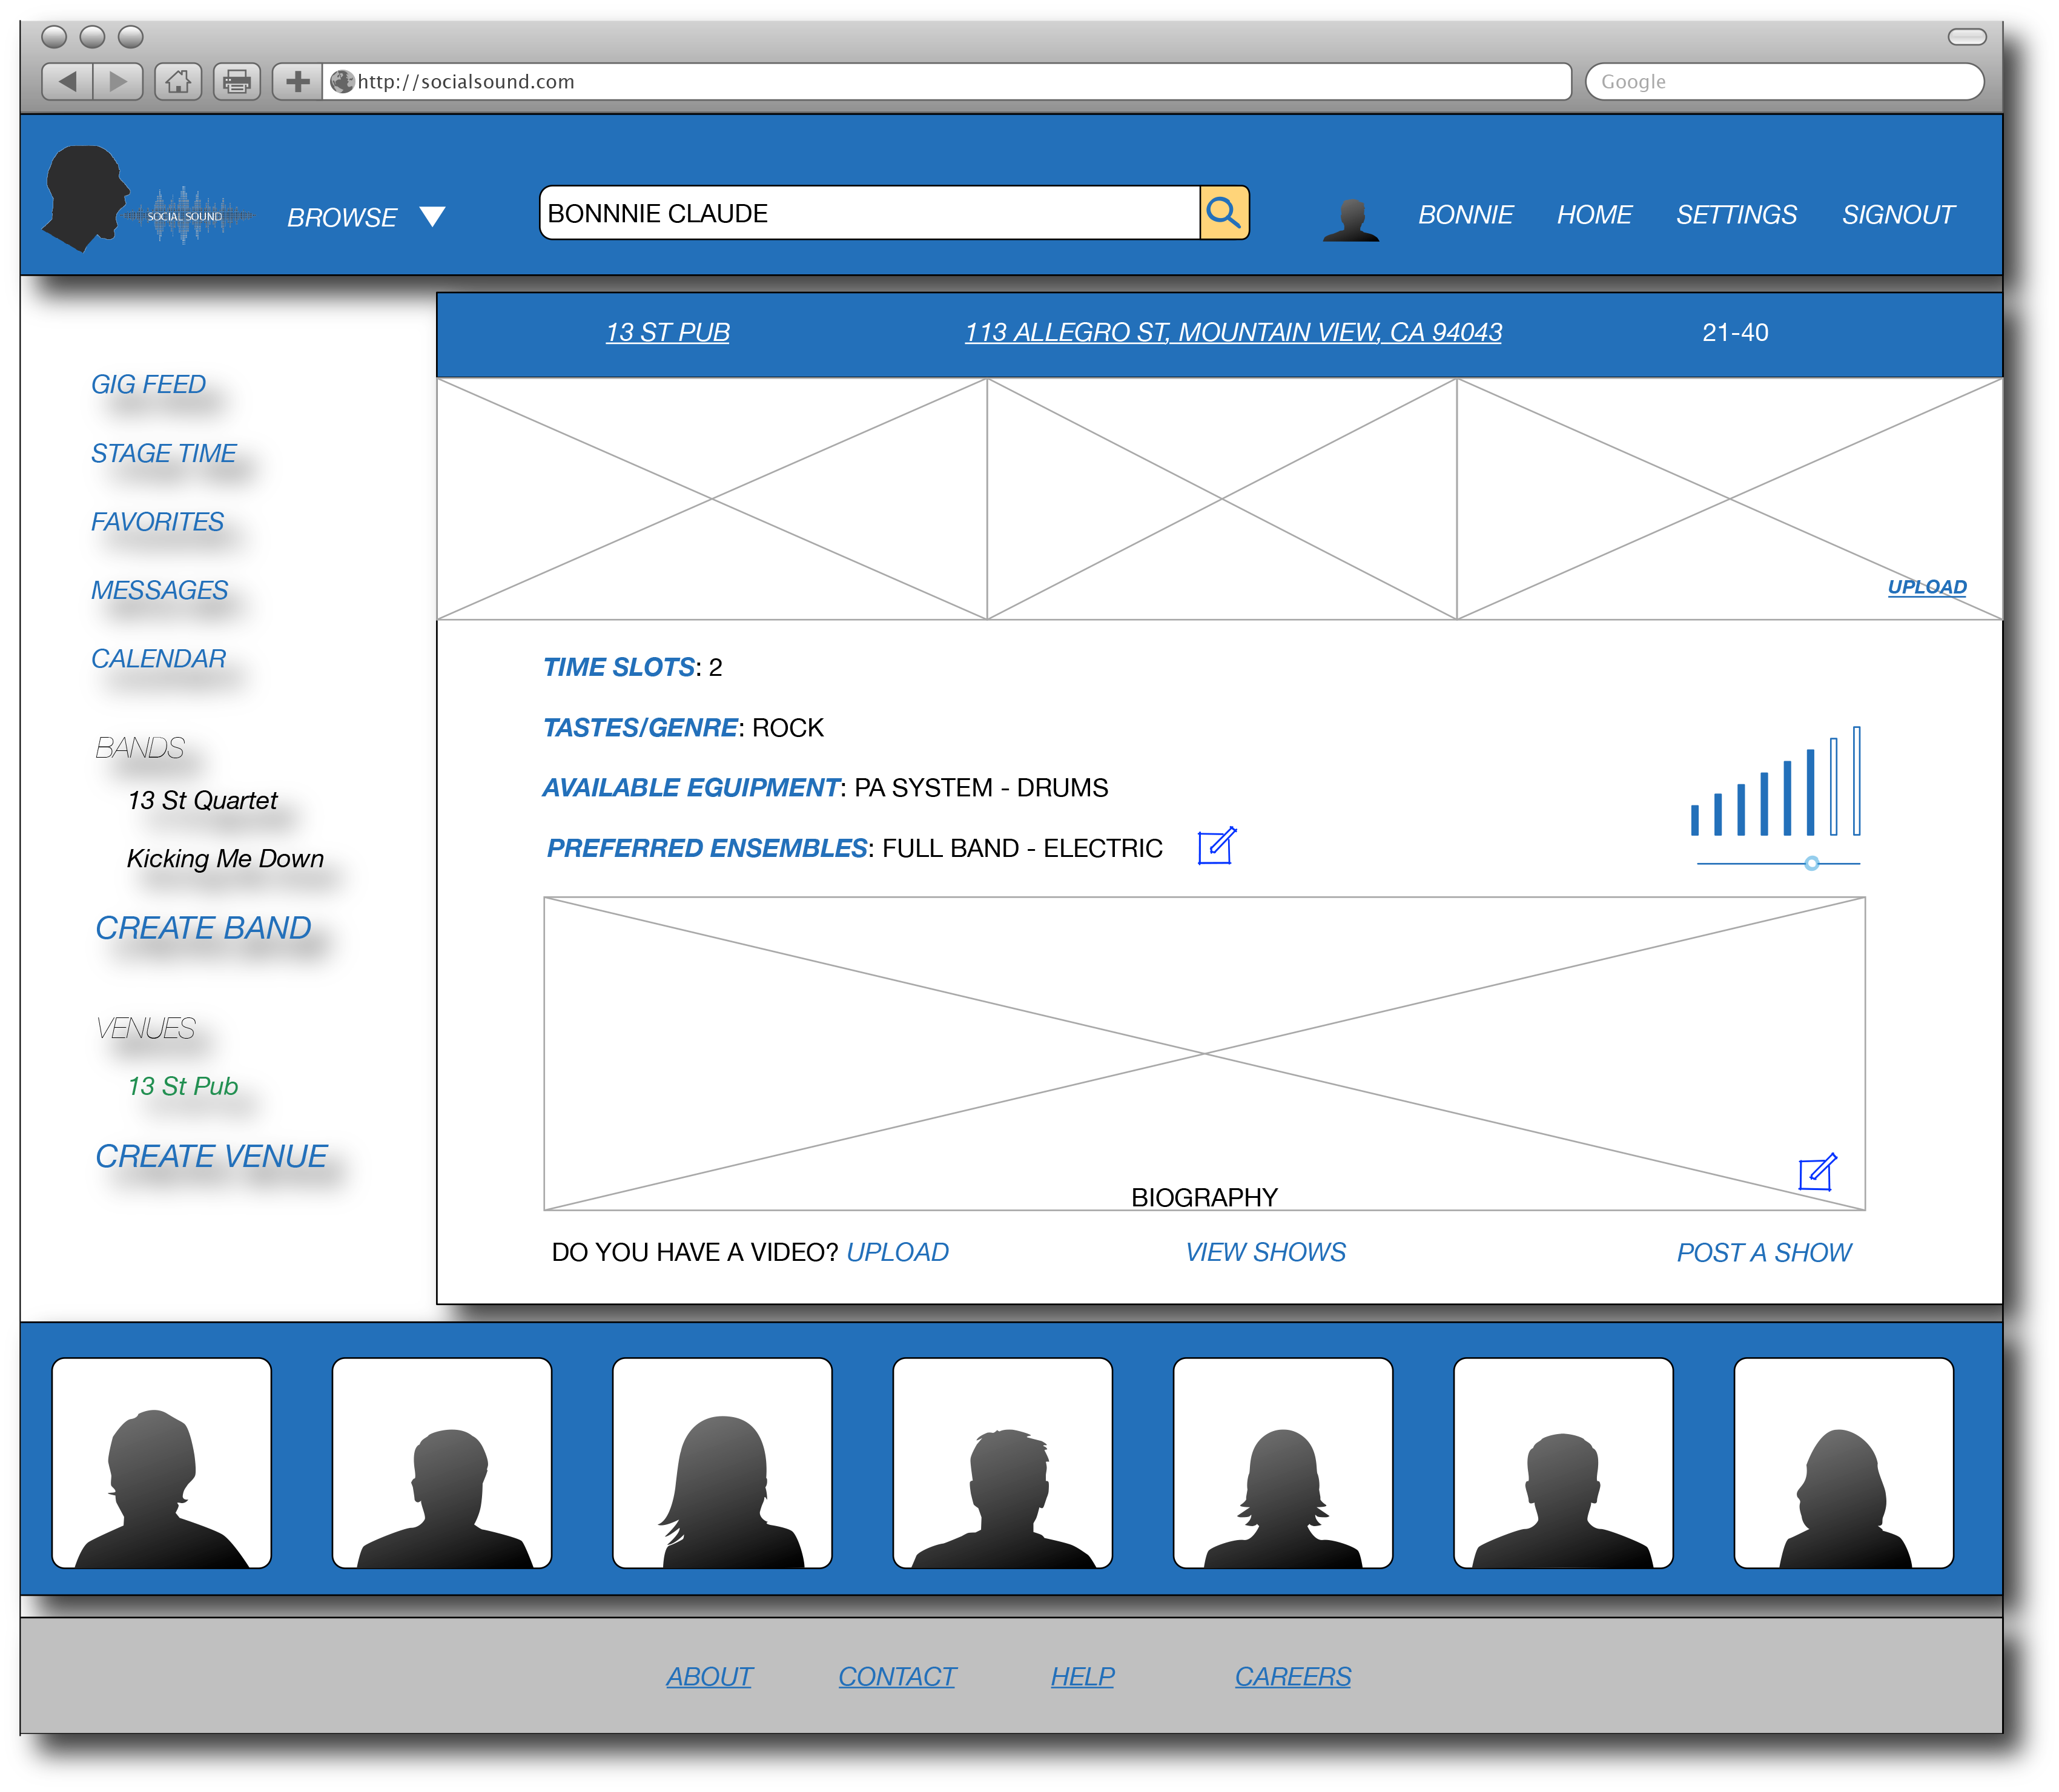 http://socialsound.com
Google
SOCIAL SOUND
BROWSE
BONNNIE CLAUDE
BONNIE HOME SETTINGS SIGNOUT
13 ST PUB 113 ALLEGRO ST, MOUNTAIN VIEW, CA 94043 21-40
GIG FEED
STAGE TIME
FAVORITES
MESSAGES
CALENDAR
BANDS
13 St Quartet
Kicking Me Down
CREATE BAND
VENUES
13 St Pub
CREATE VENUE
UPLOAD
TIME SLOTS: 2
TASTES/GENRE: ROCK
AVAILABLE EGUIPMENT: PA SYSTEM - DRUMS
PREFERRED ENSEMBLES: FULL BAND - ELECTRIC
BIOGRAPHY
DO YOU HAVE A VIDEO? UPLOAD VIEW SHOWS POST A SHOW
ABOUT CONTACT HELP CAREERS